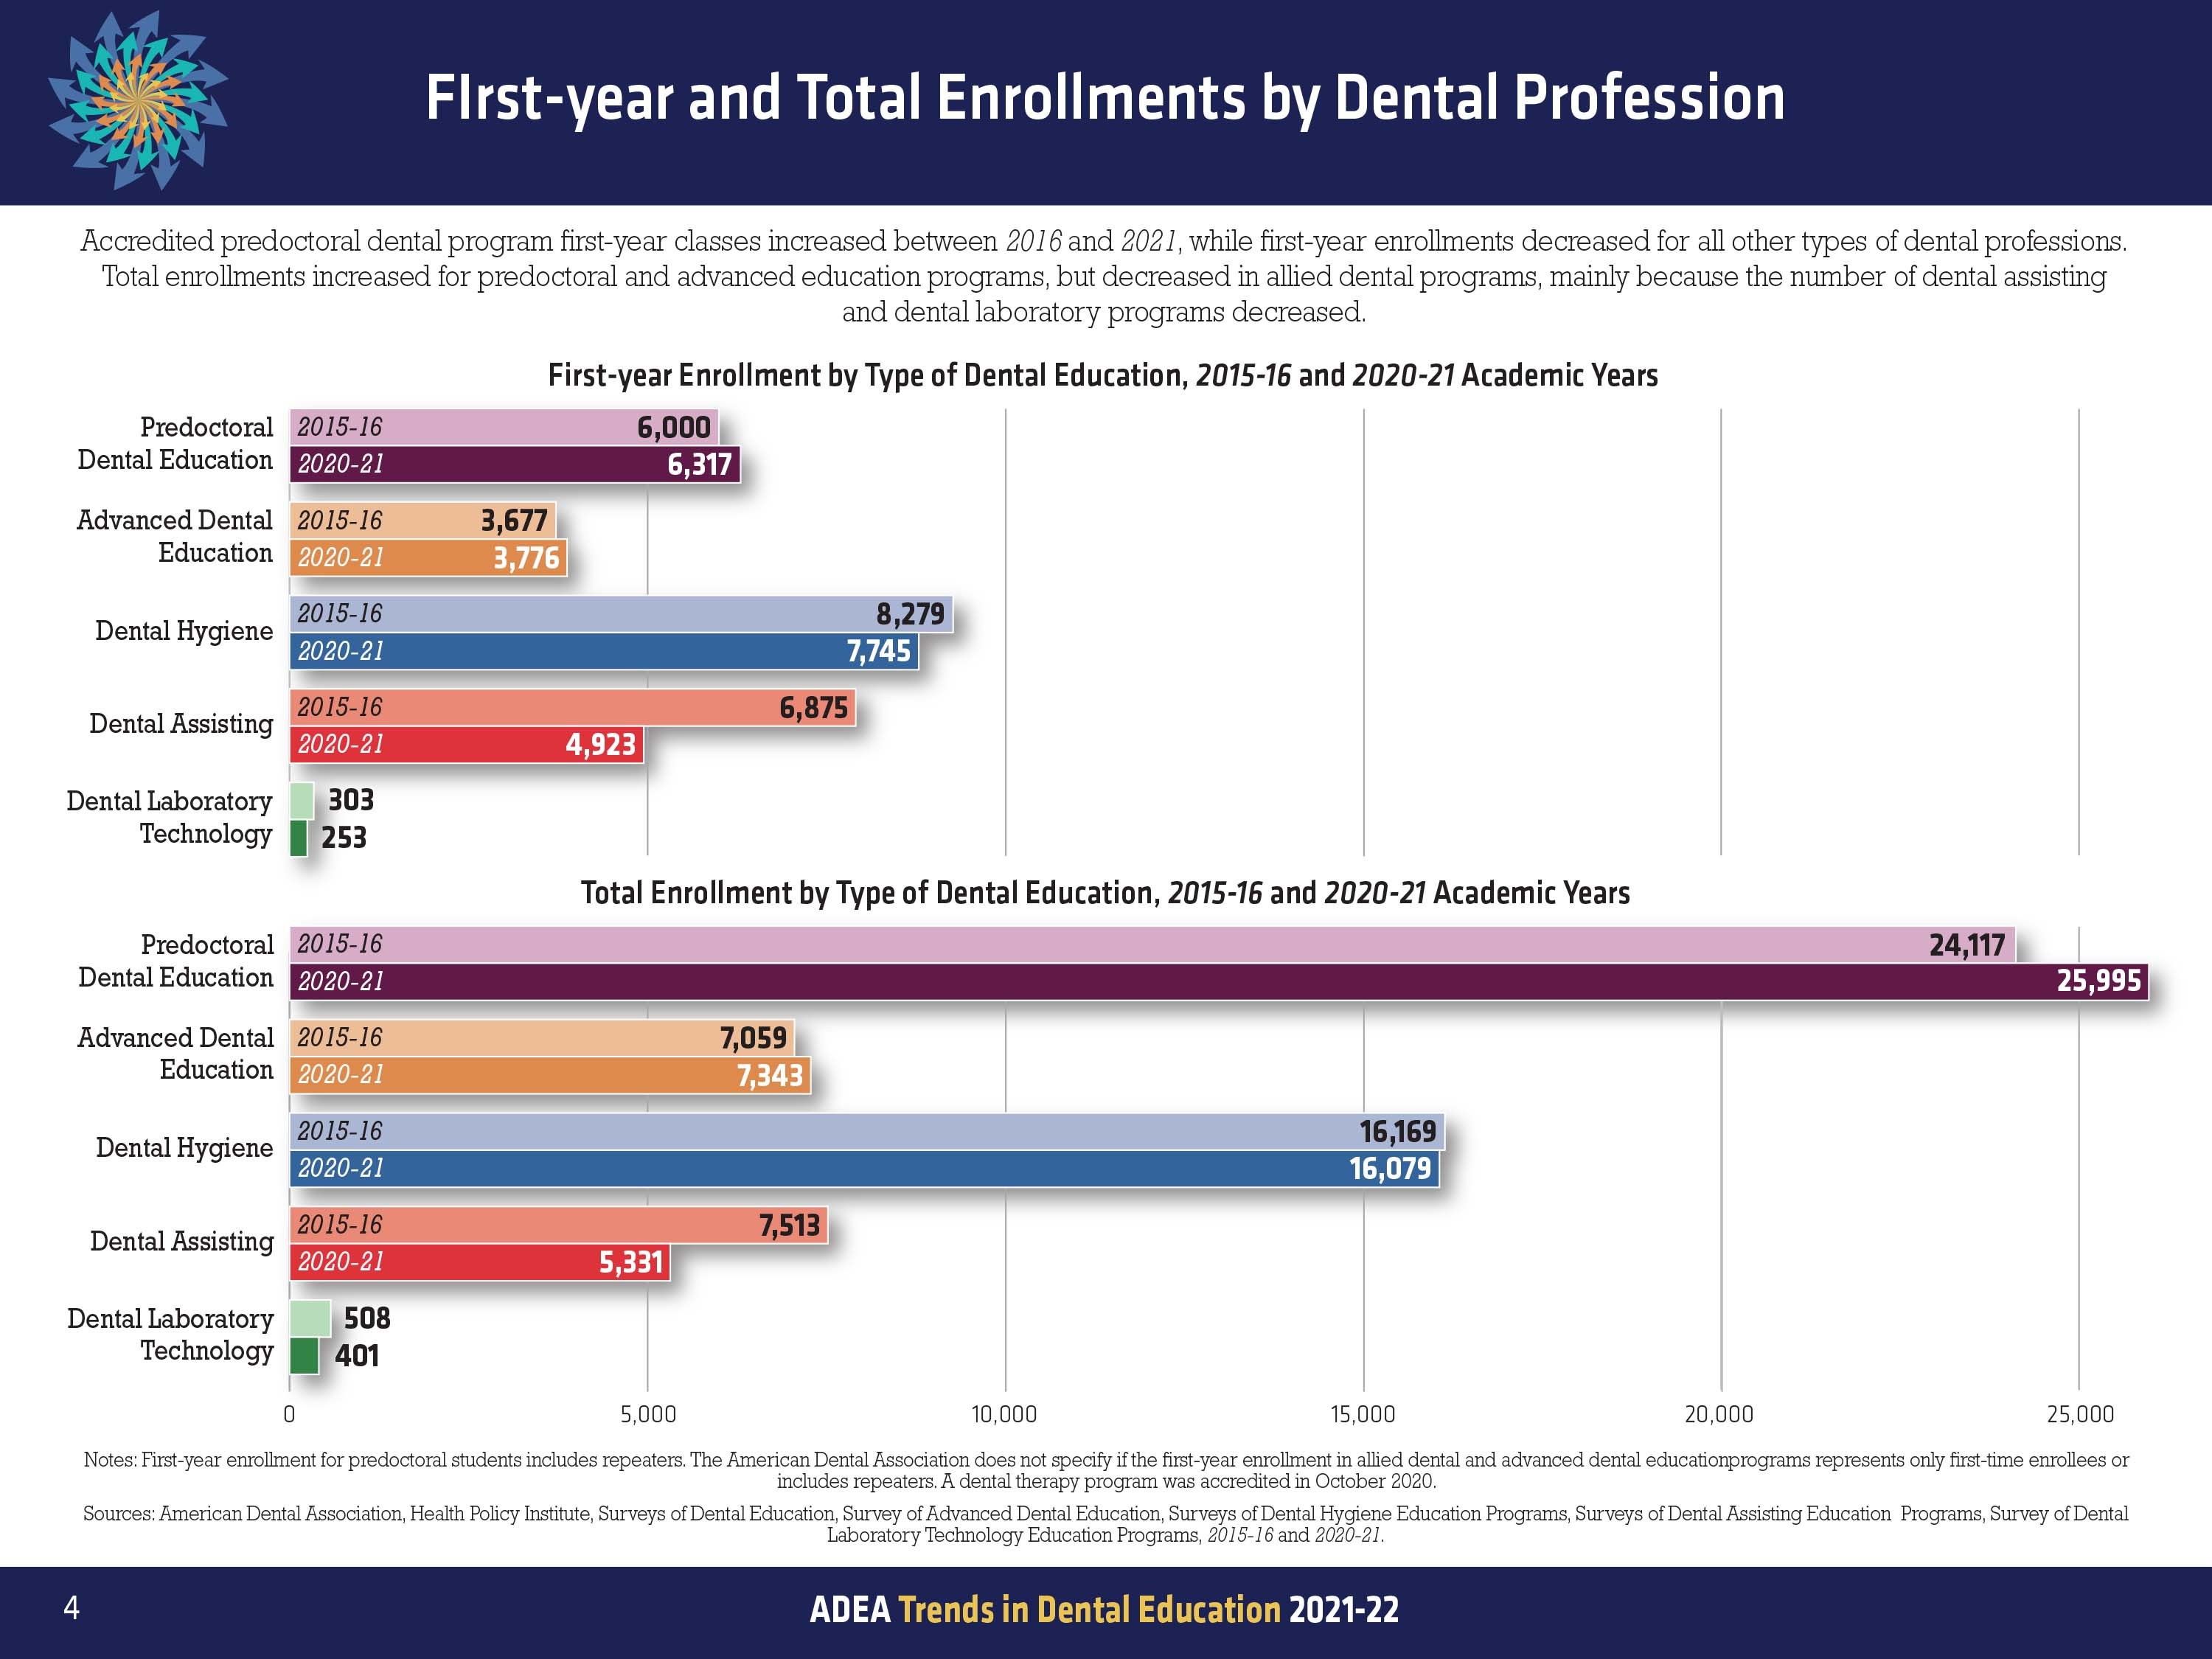 FIrst-year and Total Enrollments by Dental Profession
Accredited predoctoral dental program first-year classes increased between 2016 and 2021, while first-year enrollments decreased for all other types of dental professions.
Total enrollments increased for predoctoral and advanced education programs, but decreased in allied dental programs, mainly because the number of dental assisting
and dental laboratory programs decreased.
First-year Enrollment by Type of Dental Education, 2015-16 and 2020-21 Academic Years
Predoctoral
Dental Education
2015-16 6,000
2020-21 6,317
Advanced Dental
Education
2015-16 3,677
2020-21 3,776
Dental Hygiene
2015-16 8,279
2020-21 7,745
Dental Assisting
2015-16 6,875
2020-21 4,923
Dental Laboratory
Technology
303
253
Total Enrollment by Type of Dental Education, 2015-16 and 2020-21 Academic Years
Predoctoral
Dental Education
2015-16 24,117
2020-21 25,995
Advanced Dental
Education
2015-16 7,059
2020-21 7,343
Dental Hygiene
2015-16 16,169
2020-21 16,079
Dental Assisting
2015-16 7,513
2020-21 5,331
Dental Laboratory
Technology
508
401
0 5,000 10,000 15,000 20,000 25,000
Notes: First-year enrollment for predoctoral students includes repeaters. The American Dental Association does not specify if the first-year enrollment in allied dental and advanced dental educationprograms represents only first-time enrollees or
includes repeaters. A dental therapy program was accredited in October 2020.
Sources: American Dental Association, Health Policy Institute, Surveys of Dental Education, Survey of Advanced Dental Education, Surveys of Dental Hygiene Education Programs, Surveys of Dental Assisting Education Programs, Survey of Dental
Laboratory Technology Education Programs, 2015-16 and 2020-21.
4
ADEA Trends in Dental Education 2021-22